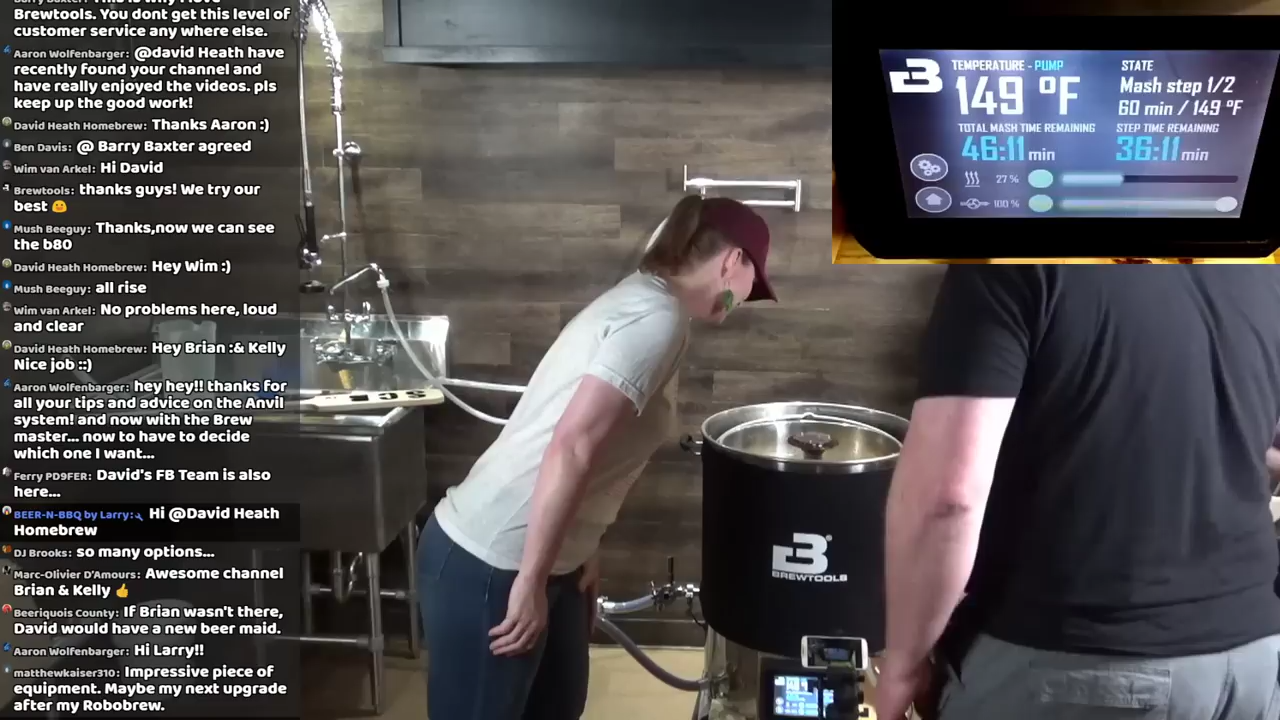 Brewtools. You dont get this level of
customer service any where else.
Aaron Wolfenbarger: @david Heath have
recently found your channel and
have really enjoyed the videos. pls
keep up the good work!
David Heath Homebrew: Thanks Aaron :)
Ben Davis: @ Barry Baxter agreed
Wim van Arkel: Hi David
Brewtools: thanks guys! We try our
best 🙂
Mush Beeguy: Thanks,now we can see
the b80
David Heath Homebrew: Hey Wim :)
Mush Beeguy: all rise
Wim van Arkel: No problems here, loud
and clear
David Heath Homebrew: Hey Brian :& Kelly
Nice job ::)
Aaron Wolfenbarger: hey hey!! thanks for
all your tips and advice on the Anvil
system! and now with the Brew
master... now to have to decide
which one I want...
Ferry PD9FER: David's FB Team is also
here...
BEER-N-BBQ by Larry: Hi @David Heath
Homebrew
DJ Brooks: so many options...
Marc-Olivier D'Amours: Awesome channel
Brian & Kelly 👍
Beeriquois County: If Brian wasn't there,
David would have a new beer maid.
Aaron Wolfenbarger: Hi Larry!!
matthewkaiser310: Impressive piece of
equipment. Maybe my next upgrade
after my Robobrew.
TEMPERATURE - PUMP
149 °F
STATE
Mash step 1/2
60 min / 149 °F
TOTAL MASH TIME REMAINING
46:11 min
STEP TIME REMAINING
36:11 min
27 %
100 %
B®
BREWTOOLS